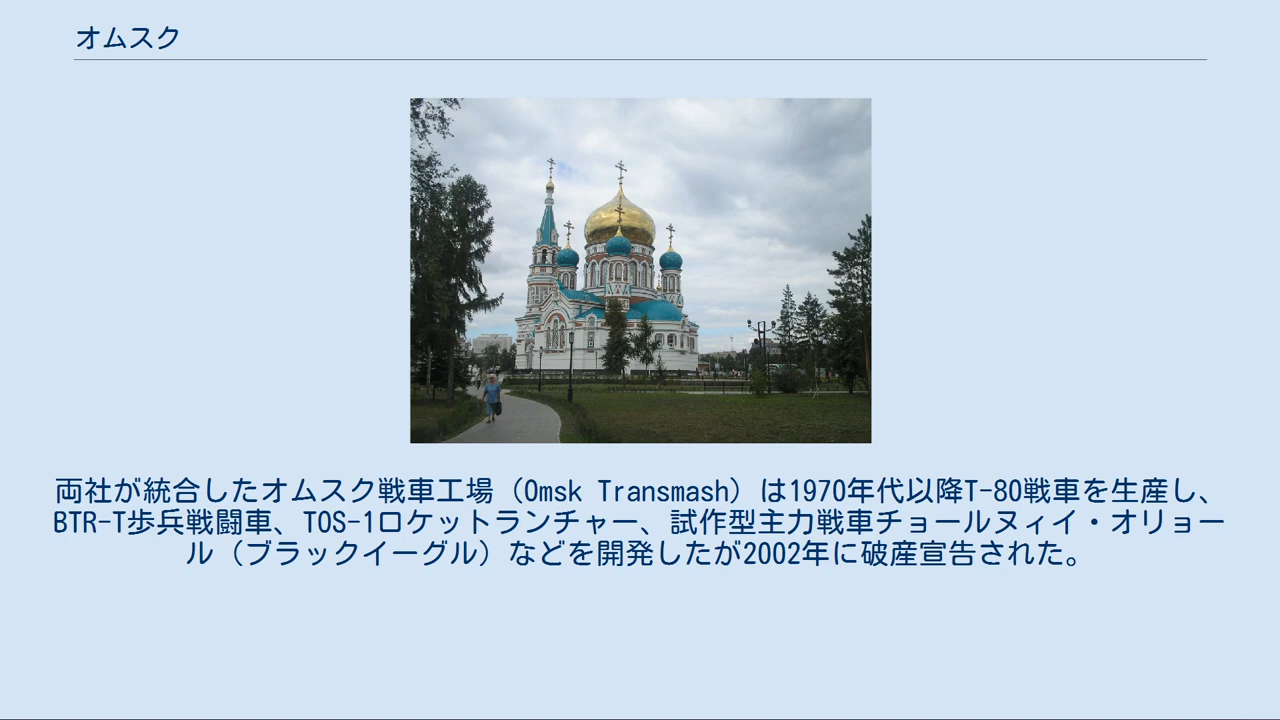 オムスク
両社が統合したオムスク戦車工場（Omsk Transmash）は1970年代以降T-80戦車を生産し、
BTR-T歩兵戦闘車、TOS-1ロケットランチャー、試作型主力戦車チョールヌィイ・オリョー
ル（ブラックイーグル）などを開発したが2002年に破産宣告された。